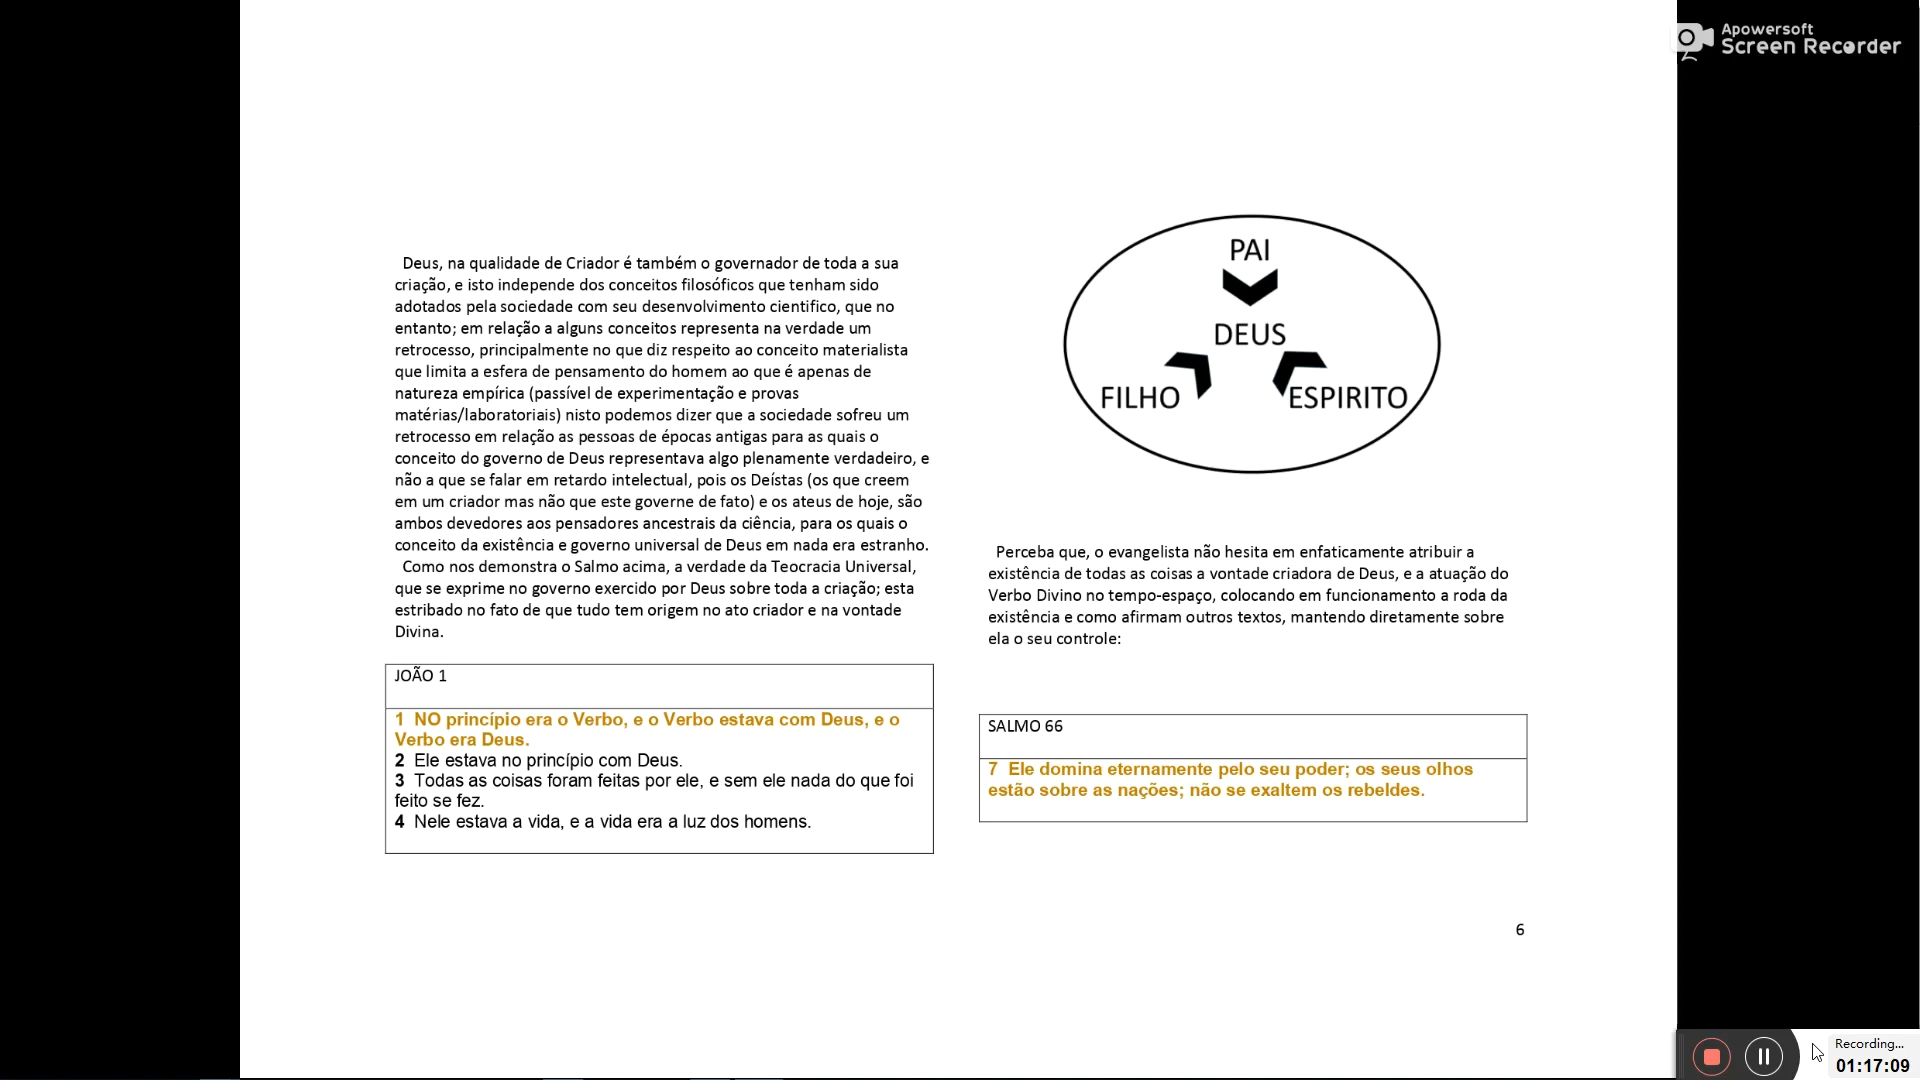 Apowersoft
Screen Recorder
Deus, na qualidade de Criador é também o governador de toda a sua
criação, e isto independe dos conceitos filosóficos que tenham sido
adotados pela sociedade com seu desenvolvimento cientifico, que no
entanto; em relação a alguns conceitos representa na verdade um
retrocesso, principalmente no que diz respeito ao conceito materialista
que limita a esfera de pensamento do homem ao que é apenas de
natureza empírica (passível de experimentação e provas
matérias/laboratoriais) nisto podemos dizer que a sociedade sofreu um
retrocesso em relação as pessoas de épocas antigas para as quais o
conceito do governo de Deus representava algo plenamente verdadeiro, e
não a que se falar em retardo intelectual, pois os Deístas (os que creem
em um criador mas não que este governe de fato) e os ateus de hoje, são
ambos devedores aos pensadores ancestrais da ciência, para os quais o
conceito da existência e governo universal de Deus em nada era estranho.
Como nos demonstra o Salmo acima, a verdade da Teocracia Universal,
que se exprime no governo exercido por Deus sobre toda a criação; esta
estribado no fato de que tudo tem origem no ato criador e na vontade
Divina.
JOÃO 1
1 NO princípio era o Verbo, e o Verbo estava com Deus, e o
Verbo era Deus.
2 Ele estava no princípio com Deus.
3 Todas as coisas foram feitas por ele, e sem ele nada do que foi
feito se fez.
4 Nele estava a vida, e a vida era a luz dos homens.
PAI
DEUS
FILHO
ESPIRITO
Perceba que, o evangelista não hesita em enfaticamente atribuir a
existência de todas as coisas a vontade criadora de Deus, e a atuação do
Verbo Divino no tempo-espaço, colocando em funcionamento a roda da
existência e como afirmam outros textos, mantendo diretamente sobre
ela o seu controle:
SALMO 66
7 Ele domina eternamente pelo seu poder; os seus olhos
estão sobre as nações; não se exaltem os rebeldes.
6
Recording...
01:17:09